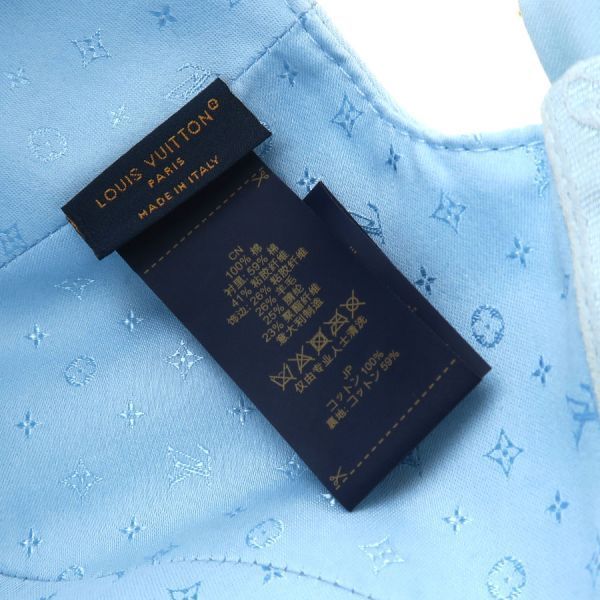 LOUIS VUITTON®
PARIS
MADE IN ITALY
CN
100% 棉
衬里: 59% 棉
41% 粘胶纤维
饰边: 26% 粘胶纤维
26% 羊毛
25% 腈纶
23% 聚酯纤维
意大利制造
仅由专业人士清洗
JP
コットン 100%
裏地: コットン 59%